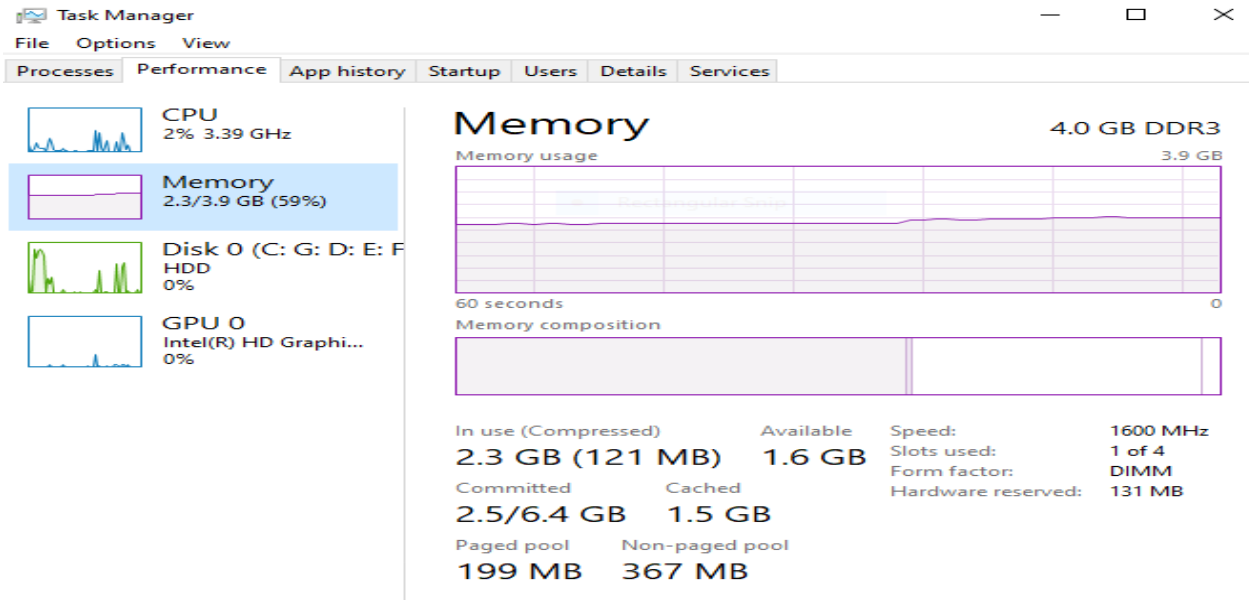 Task Manager
File Options View
Processes Performance App history Startup Users Details Services
CPU
2% 3.39 GHz
Memory
2.3/3.9 GB (59%)
Disk 0 (C: G: D: E: F
HDD
0%
GPU 0
Intel(R) HD Graphi...
0%
Memory 4.0 GB DDR3
Memory usage 3.9 GB
Rectangular Snip
60 seconds 0
Memory composition
In use (Compressed) Available
2.3 GB (121 MB) 1.6 GB
Committed Cached
2.5/6.4 GB 1.5 GB
Paged pool Non-paged pool
199 MB 367 MB
Speed: 1600 MHz
Slots used: 1 of 4
Form factor: DIMM
Hardware reserved: 131 MB